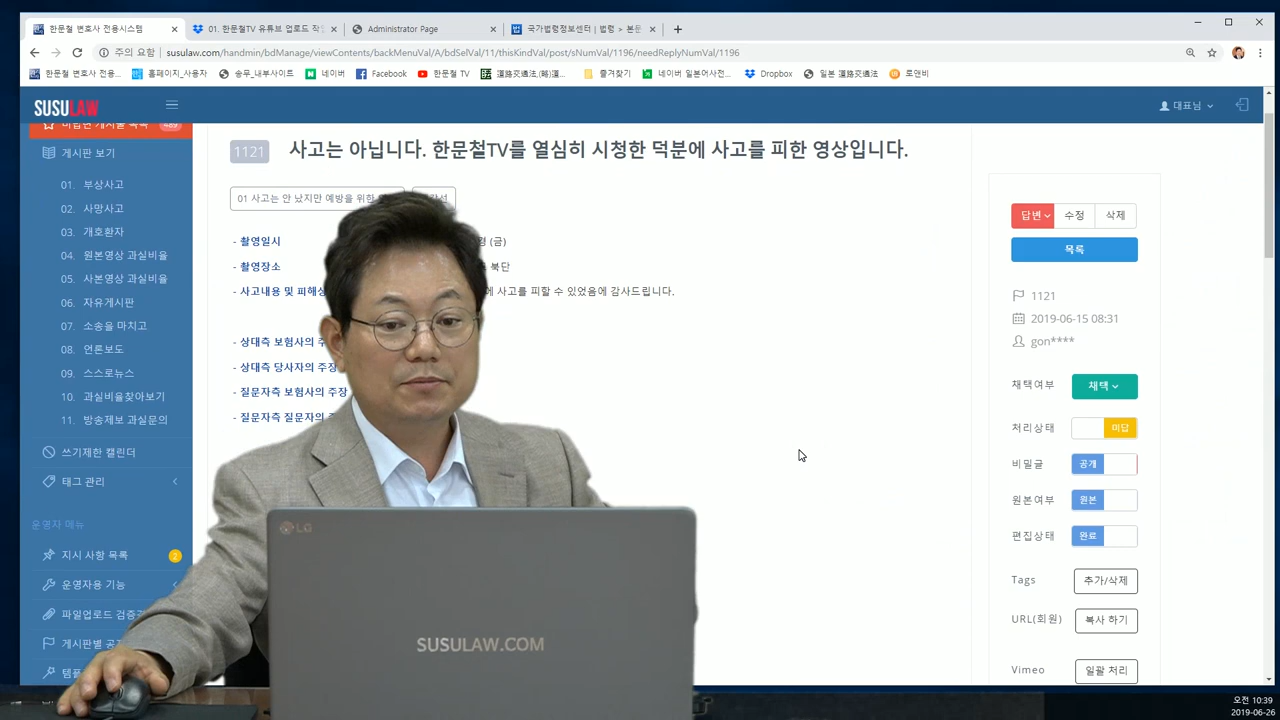 한문철 변호사 전용시스템
01. 한문철TV 유튜브 업로드 작
Administrator Page
국가법령정보센터 | 법령 > 본문
주의 요함
susulaw.com/handmin/bdManage/viewContents/backMenuVal/A/bdSelVal/11/thisKindVal/post/sNumVal/1196/needReplyNumVal/1196
한문철 변호사 전용...
홈페이지_사용자
송무_내부사이트
네이버
Facebook
한문철 TV
즐겨찾기
네이버 일본어사전...
Dropbox
로앤비
SUSULAW
대표님
미답변 게시물 목록 489
게시판 보기
01. 부상사고
02. 사망사고
03. 개호환자
04. 원본영상 과실비율
05. 사본영상 과실비율
06. 자유게시판
07. 소송을 마치고
08. 언론보도
09. 스스로뉴스
10. 과실비율찾아보기
11. 방송제보 과실문의
쓰기제한 캘린더
태그 관리
운영자 메뉴
지시 사항 목록 2
운영자용 기능
파일업로드 검증
게시판별 공
템
1121 사고는 아닙니다. 한문철TV를 열심히 시청한 덕분에 사고를 피한 영상입니다.
01 사고는 안 났지만 예방을 위한
- 촬영일시 (금)
- 촬영장소 북단
- 사고내용 및 피해상 에 사고를 피할 수 있었음에 감사드립니다.
- 상대측 보험사의 주
- 상대측 당사자의 주장
- 질문자측 보험사의 주장
- 질문자측 질문자의 주
답변 수정 삭제
목록
1121
2019-06-15 08:31
gon****
채택여부 채택
처리상태 미답
비밀글 공개
원본여부 원본
편집상태 완료
Tags 추가/삭제
URL(회원) 복사 하기
Vimeo 일괄 처리
LG
SUSULAW.COM
오전 10:39
2019-06-26